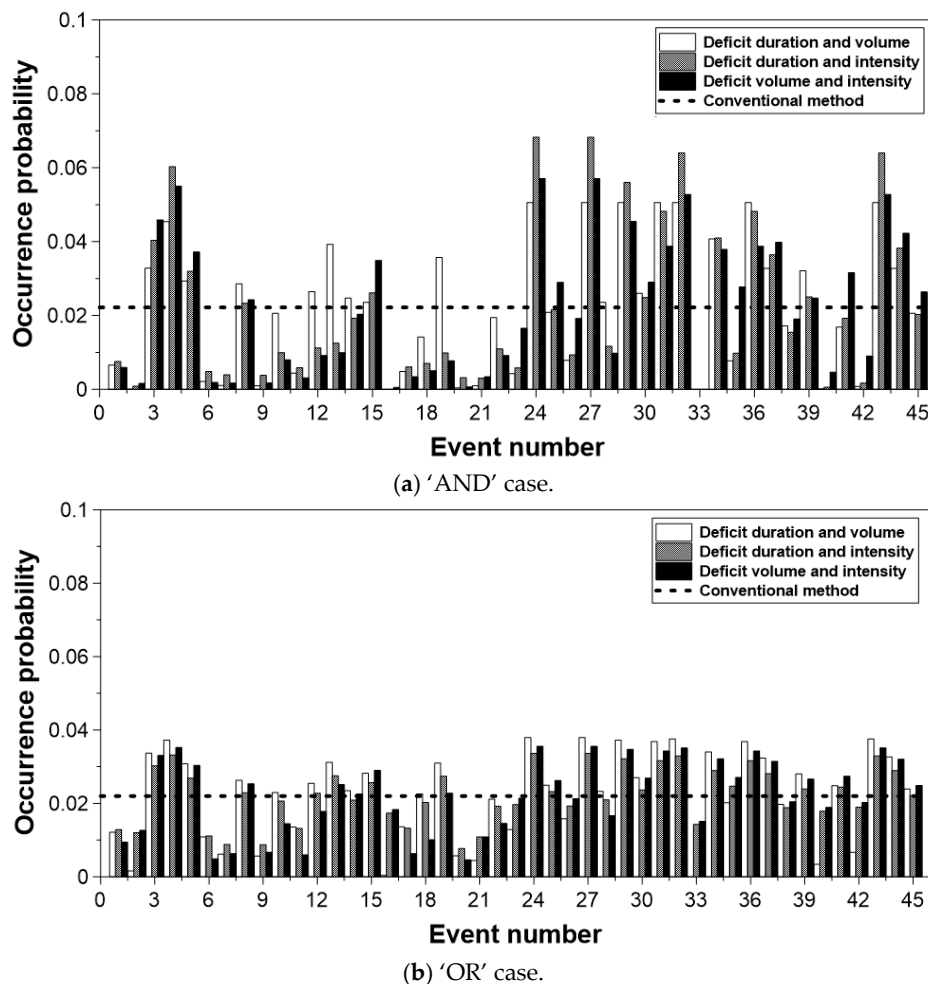 0.1
0.08
0.06
0.04
0.02
0
Occurrence probability
Deficit duration and volume
Deficit duration and intensity
Deficit volume and intensity
Conventional method
0 3 6 9 12 15 18 21 24 27 30 33 36 39 42 45
Event number
(a) ‘AND’ case.
0.1
0.08
0.06
0.04
0.02
0
Occurrence probability
Deficit duration and volume
Deficit duration and intensity
Deficit volume and intensity
Conventional method
0 3 6 9 12 15 18 21 24 27 30 33 36 39 42 45
Event number
(b) ‘OR’ case.